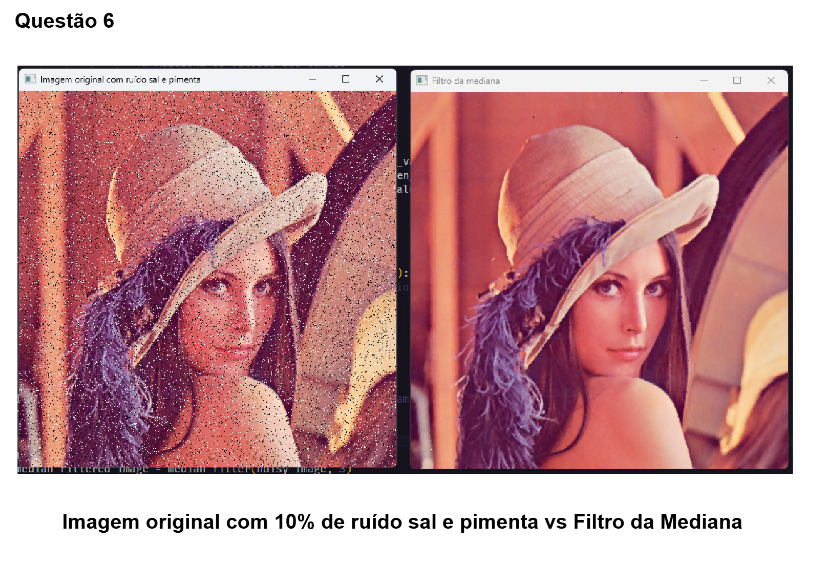 Questão 6
Imagem original com ruído sal e pimenta
Filtro da mediana
):
median_filtered_image = median_filter(noisy_image, 3)
Imagem original com 10% de ruído sal e pimenta vs Filtro da Mediana